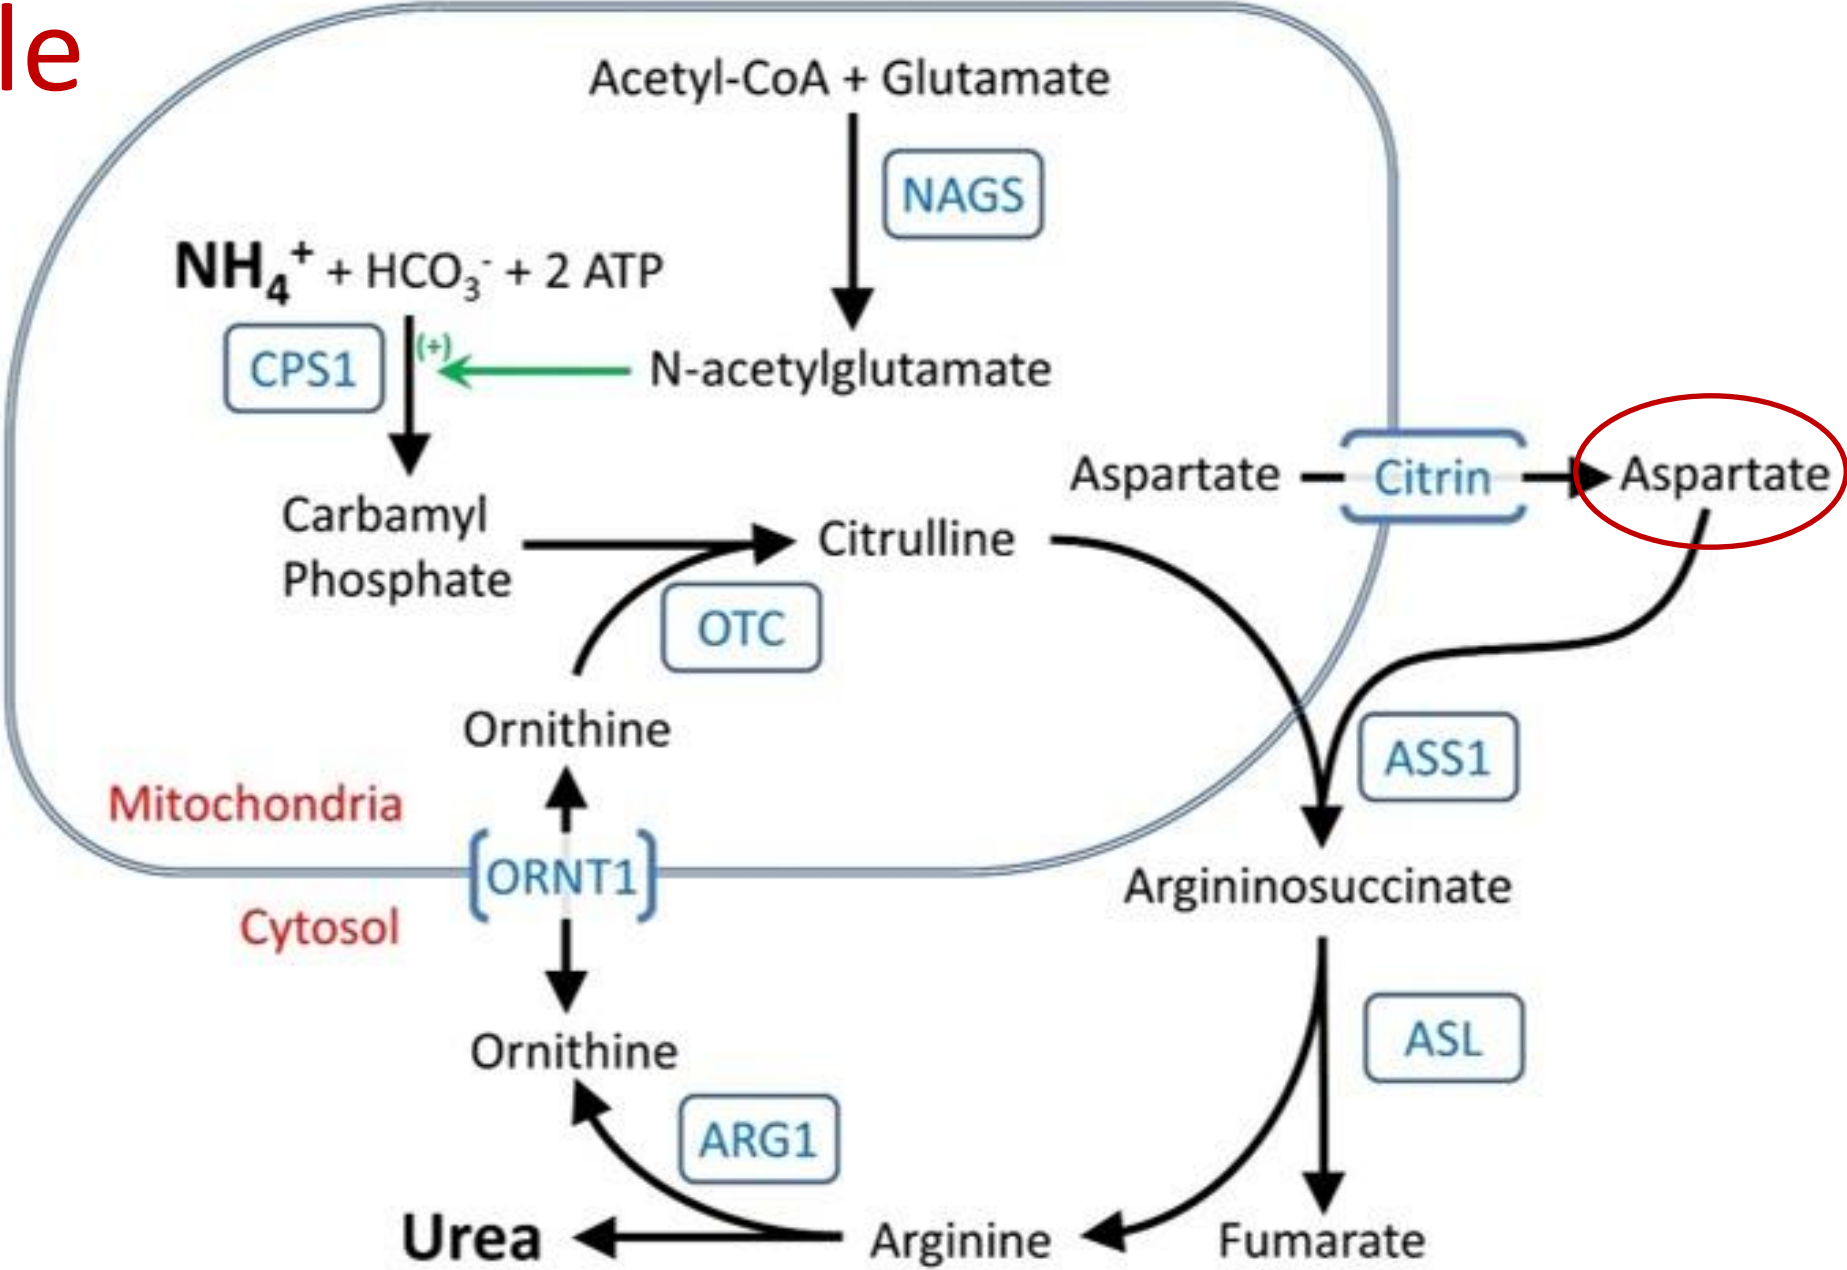 le
Acetyl-CoA + Glutamate
NAGS
NH₄⁺ + HCO₃⁻ + 2 ATP
CPS1
(+)
N-acetylglutamate
Aspartate
Citrin
Aspartate
Carbamyl
Phosphate
Citrulline
OTC
Ornithine
ASS1
Mitochondria
ORNT1
Argininosuccinate
Cytosol
ASL
Ornithine
ARG1
Urea
Arginine
Fumarate